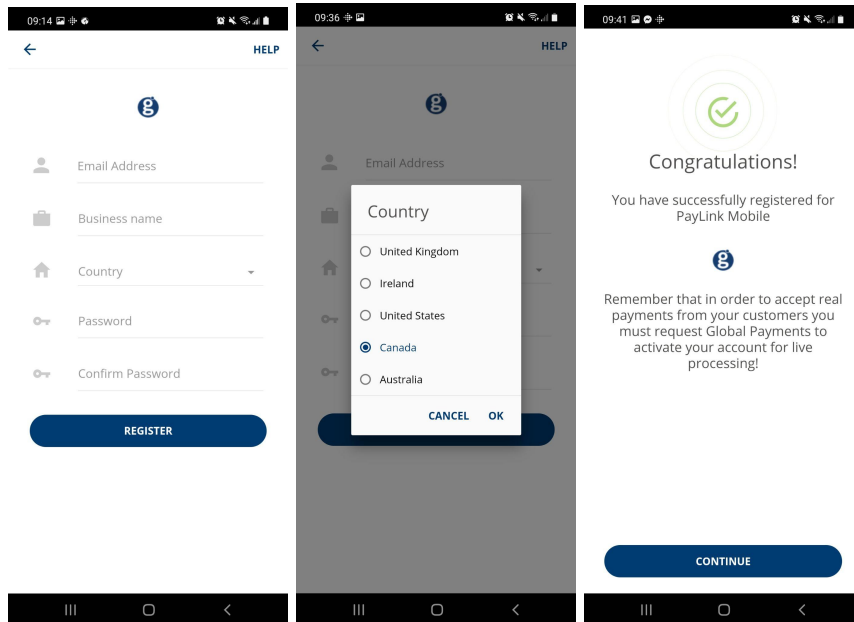 09:14
HELP
g
Email Address
Business name
Country
Password
Confirm Password
REGISTER
09:36
HELP
g
Email Address
Country
United Kingdom
Ireland
United States
Canada
Australia
CANCEL OK
09:41
Congratulations!
You have successfully registered for
PayLink Mobile
g
Remember that in order to accept real
payments from your customers you
must request Global Payments to
activate your account for live
processing!
CONTINUE